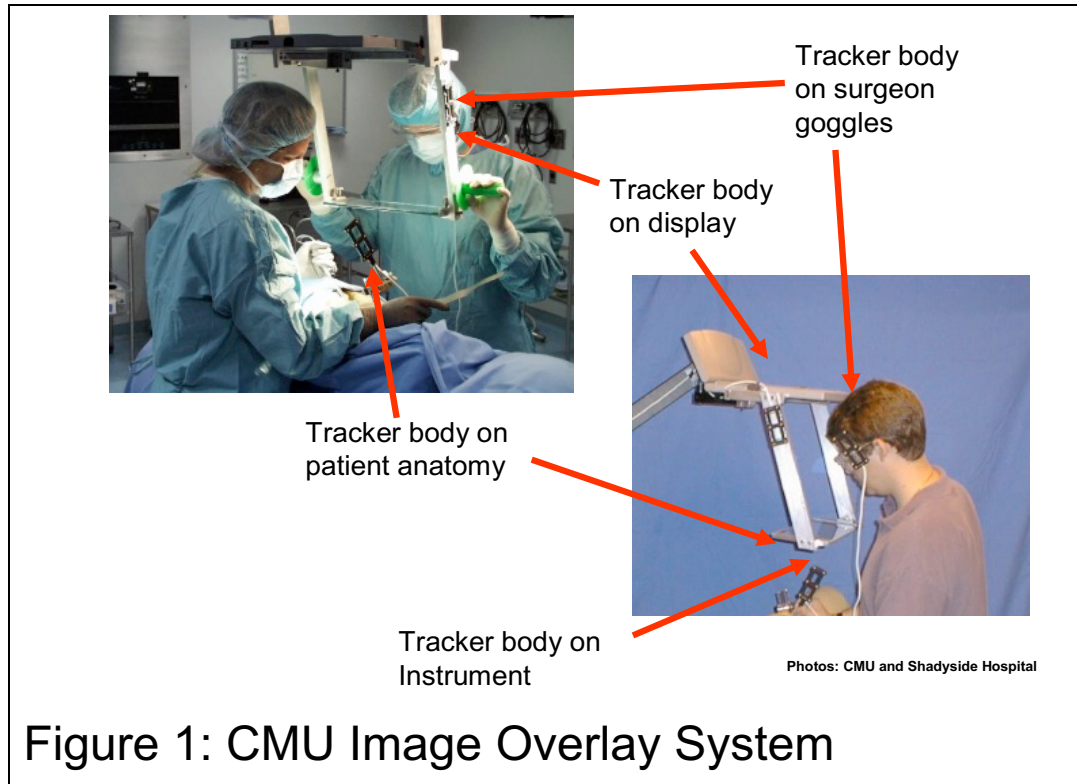 Tracker body
on surgeon
goggles
Tracker body
on display
Tracker body on
patient anatomy
Tracker body on
Instrument
Photos: CMU and Shadyside Hospital
Figure 1: CMU Image Overlay System